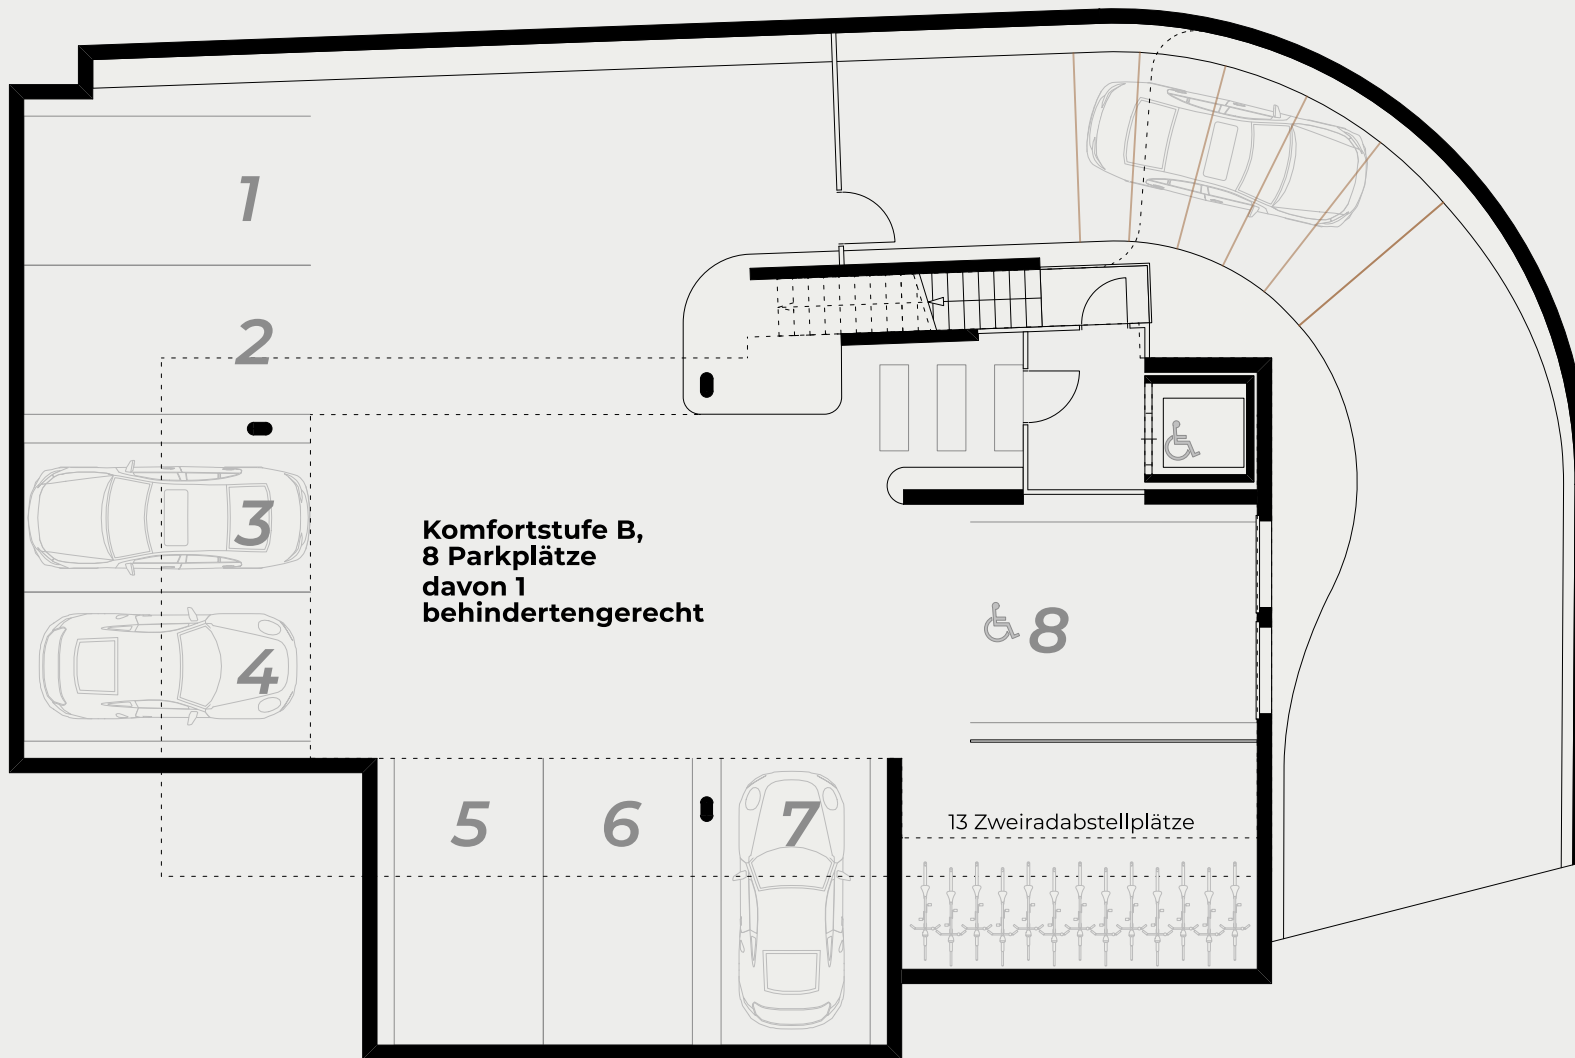 1
2
3
4
Komfortstufe B,
8 Parkplätze
davon 1
behindertengerecht
8
5
6
7
13 Zweiradabstellplätze